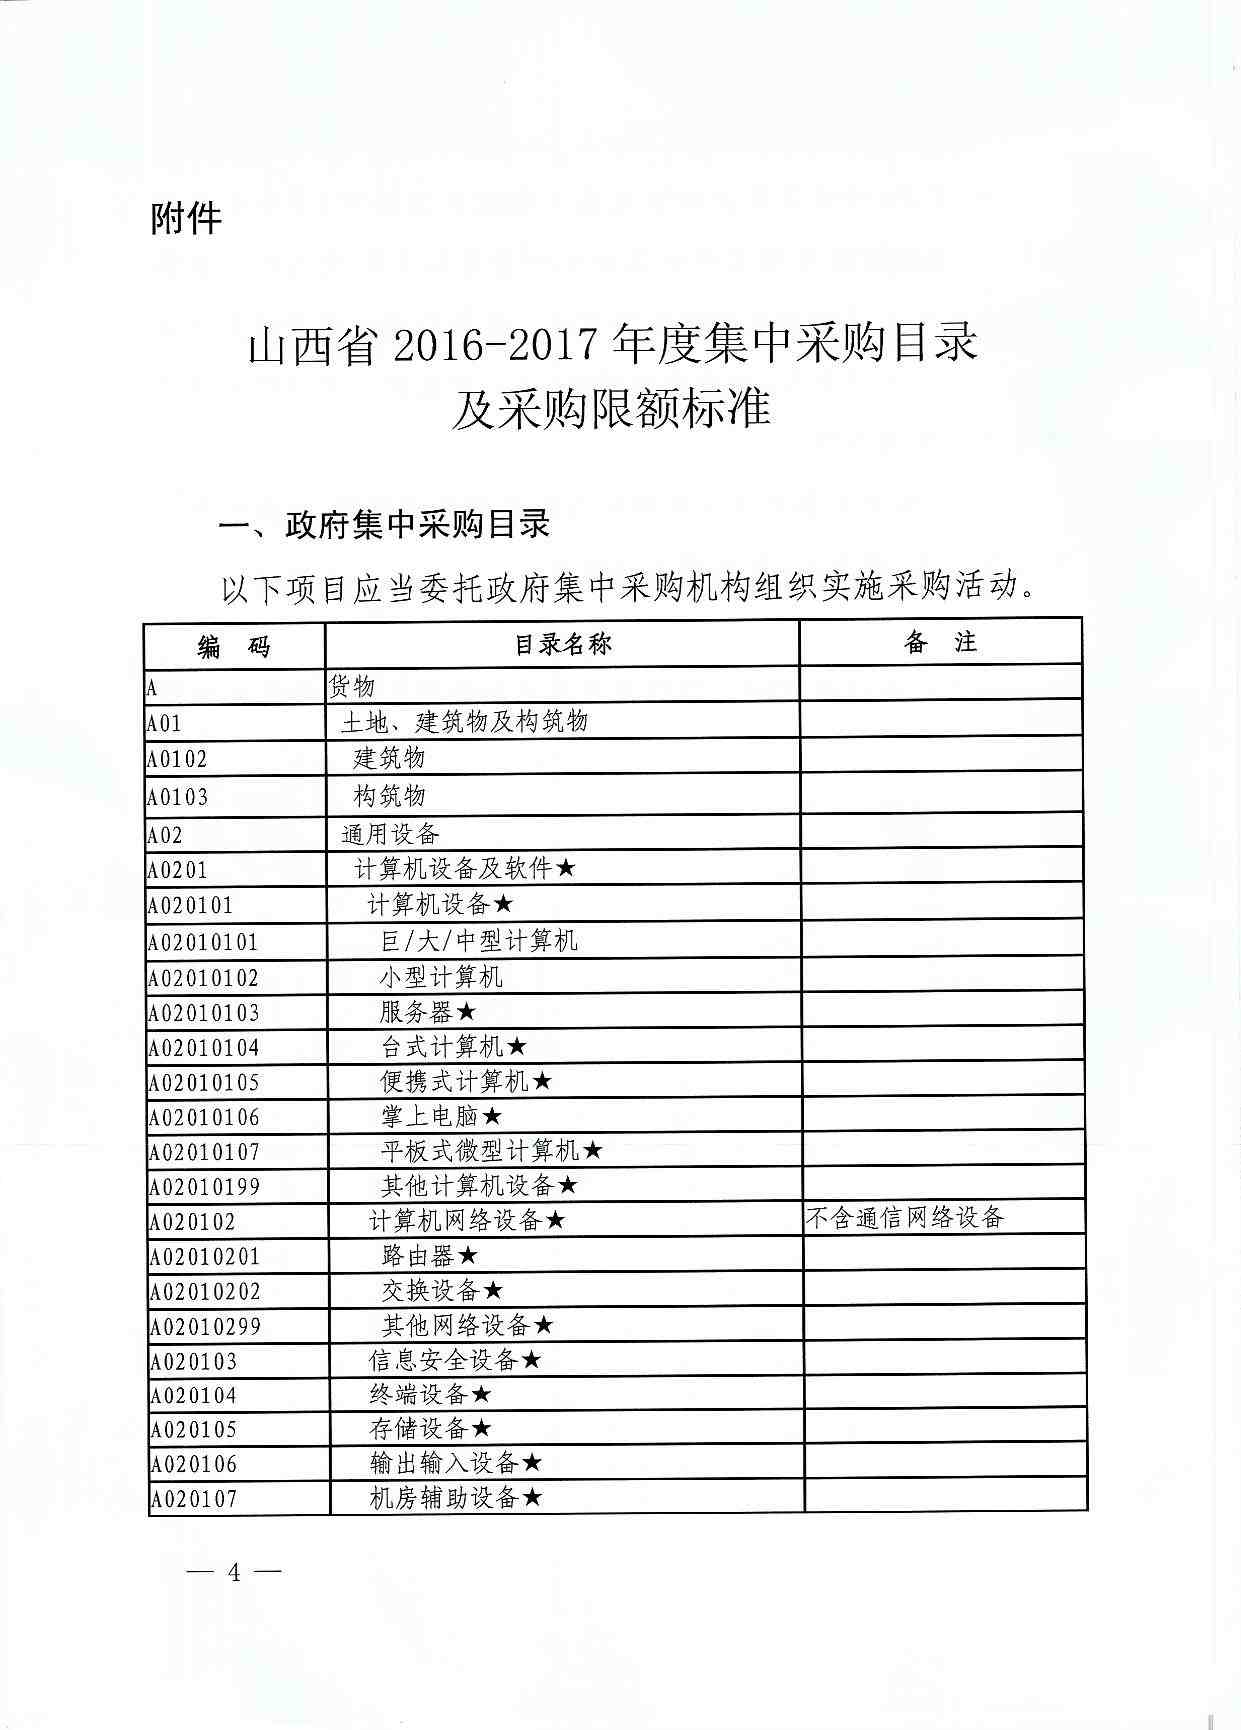 附件
山西省 2016-2017 年度集中采购目录
及采购限额标准
一、政府集中采购目录
以下项目应当委托政府集中采购机构组织实施采购活动。
编 码 目录名称 备 注
A 货物
A01 土地、建筑物及构筑物
A0102 建筑物
A0103 构筑物
A02 通用设备
A0201 计算机设备及软件★
A020101 计算机设备★
A02010101 巨/大/中型计算机
A02010102 小型计算机
A02010103 服务器★
A02010104 台式计算机★
A02010105 便携式计算机★
A02010106 掌上电脑★
A02010107 平板式微型计算机★
A02010199 其他计算机设备★
A020102 计算机网络设备★ 不含通信网络设备
A02010201 路由器★
A02010202 交换设备★
A02010299 其他网络设备★
A020103 信息安全设备★
A020104 终端设备★
A020105 存储设备★
A020106 输出输入设备★
A020107 机房辅助设备★
— 4 —